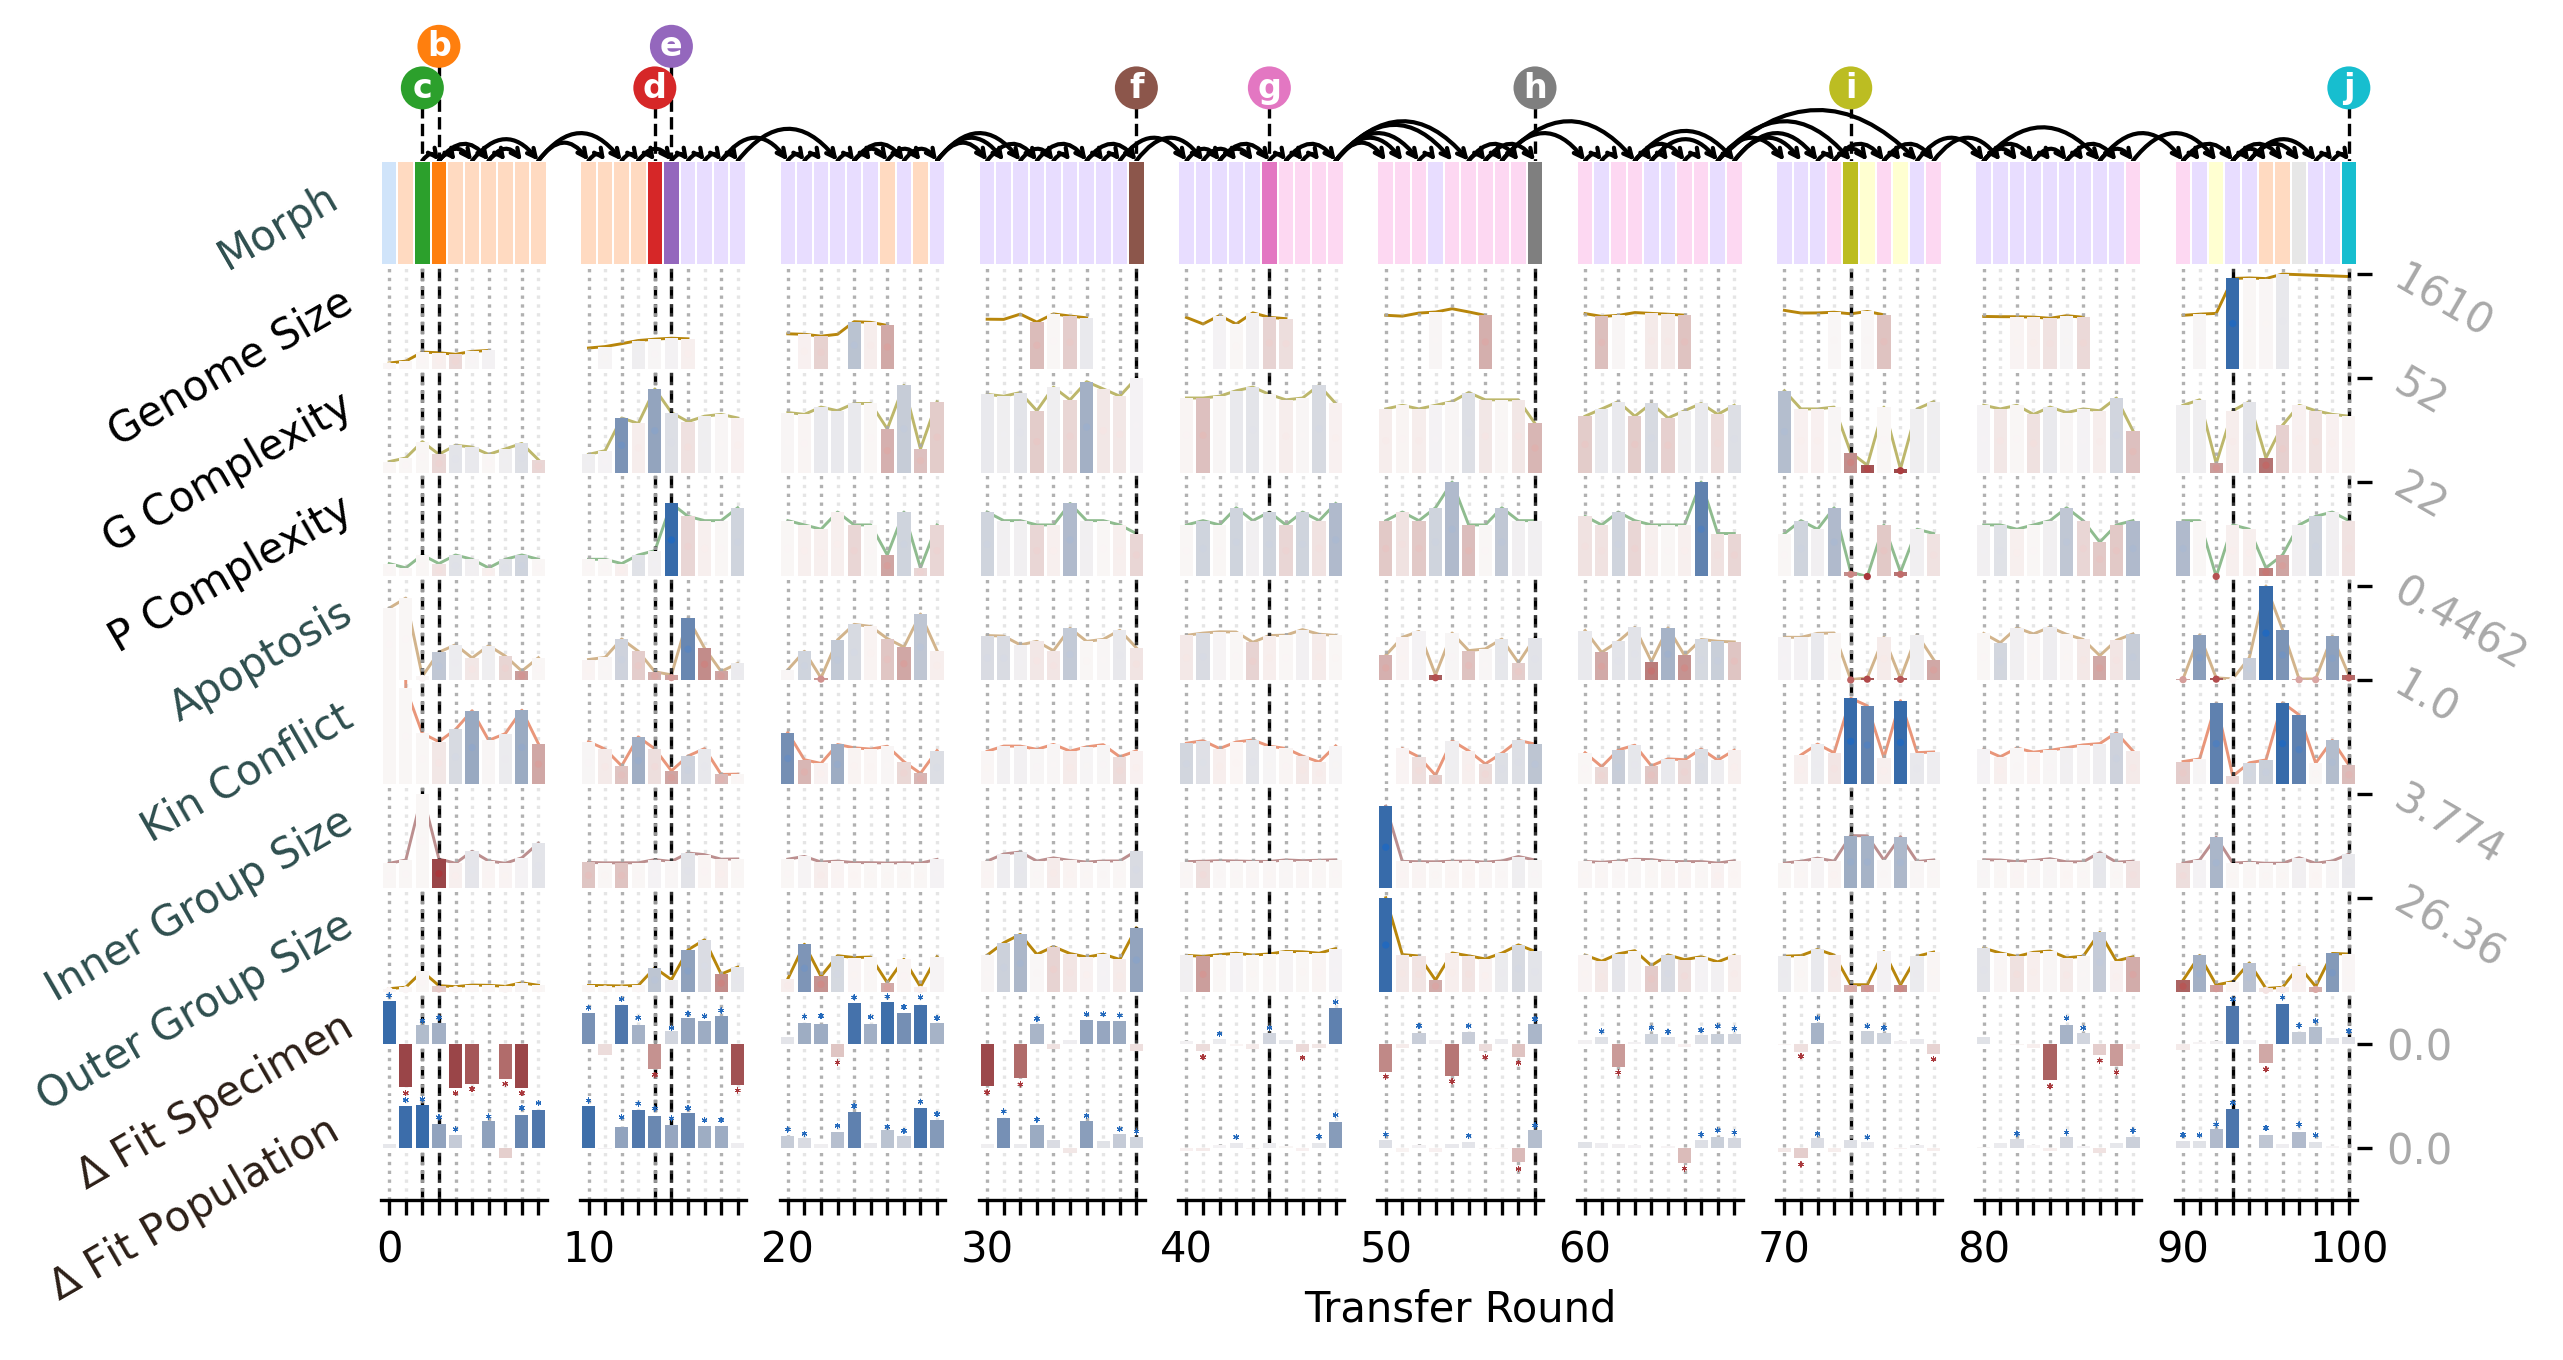 b e
c d f g h i j
Morph
Genome Size 1610
G Complexity 52
P Complexity 22
Apoptosis 0.4462
Kin Conflict 1.0
Inner Group Size 3.774
Outer Group Size 26.36
Δ Fit Specimen 0.0
Δ Fit Population 0.0
0 10 20 30 40 50 60 70 80 90 100
Transfer Round